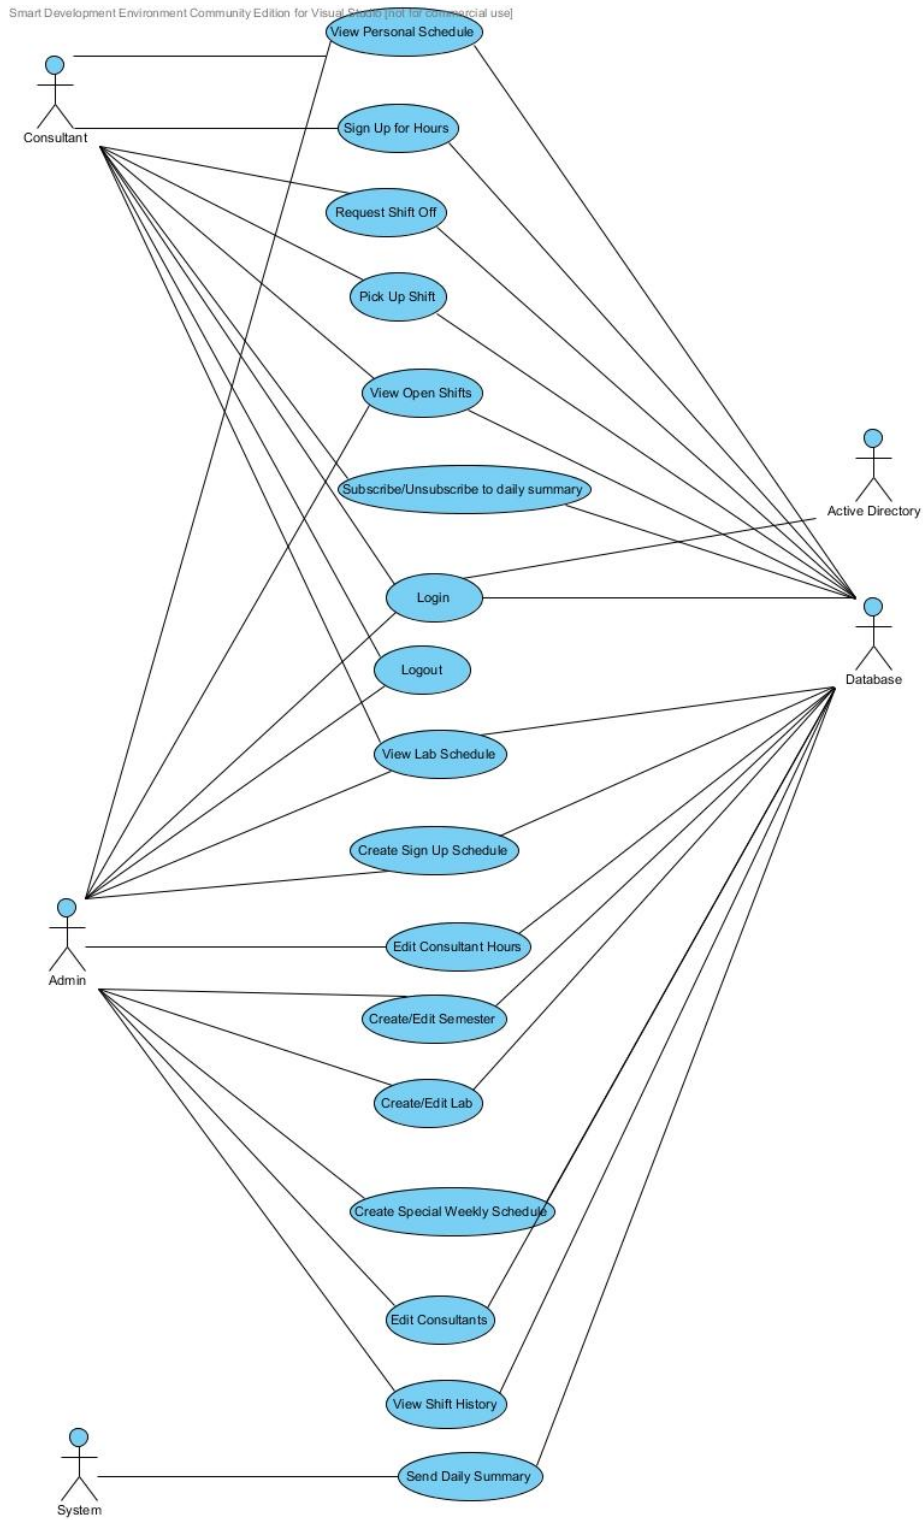 Smart Development Environment Community Edition for Visual Studio [not for commercial use]
View Personal Schedule
Consultant
Sign Up for Hours
Request Shift Off
Pick Up Shift
View Open Shifts
Subscribe/Unsubscribe to daily summary
Active Directory
Login
Logout
Database
View Lab Schedule
Create Sign Up Schedule
Edit Consultant Hours
Admin
Create/Edit Semester
Create/Edit Lab
Create Special Weekly Schedule
Edit Consultants
View Shift History
Send Daily Summary
System